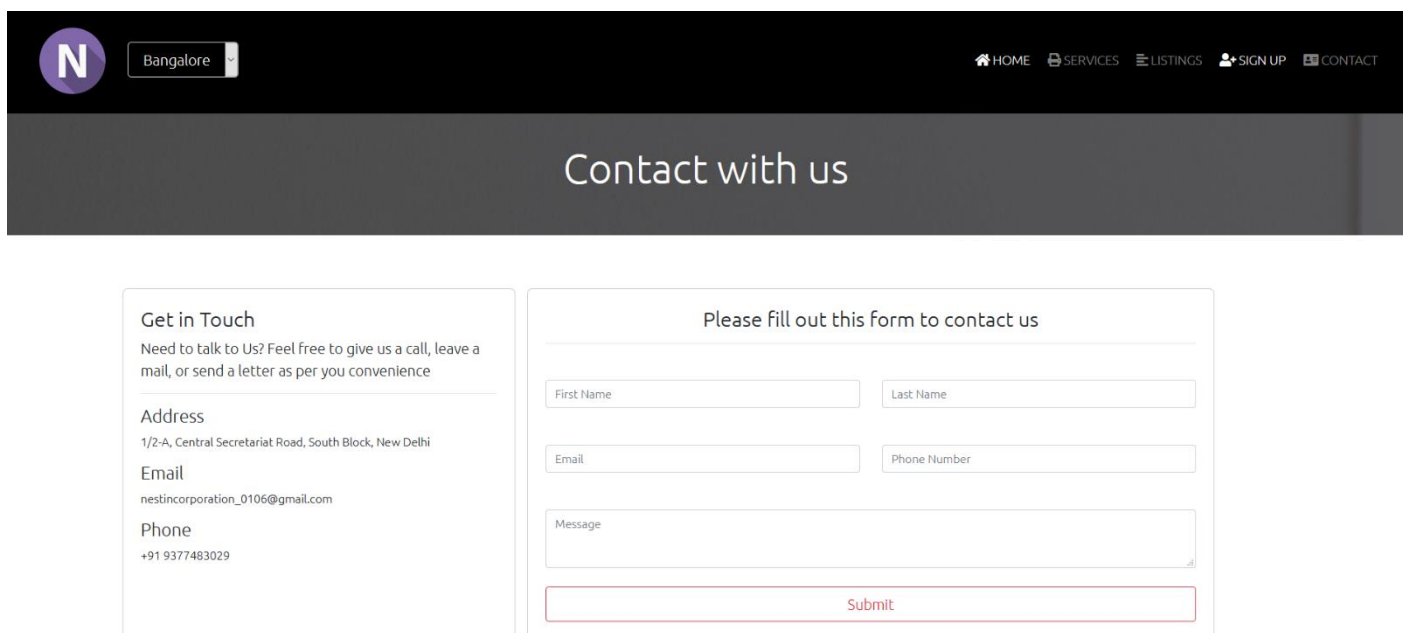 N
Bangalore
HOME SERVICES LISTINGS SIGN UP CONTACT
Contact with us
Get in Touch
Need to talk to Us? Feel free to give us a call, leave a
mail, or send a letter as per you convenience
Address
1/2-A, Central Secretariat Road, South Block, New Delhi
Email
nestincorporation_0106@gmail.com
Phone
+91 9377483029
Please fill out this form to contact us
First Name
Last Name
Email
Phone Number
Message
Submit